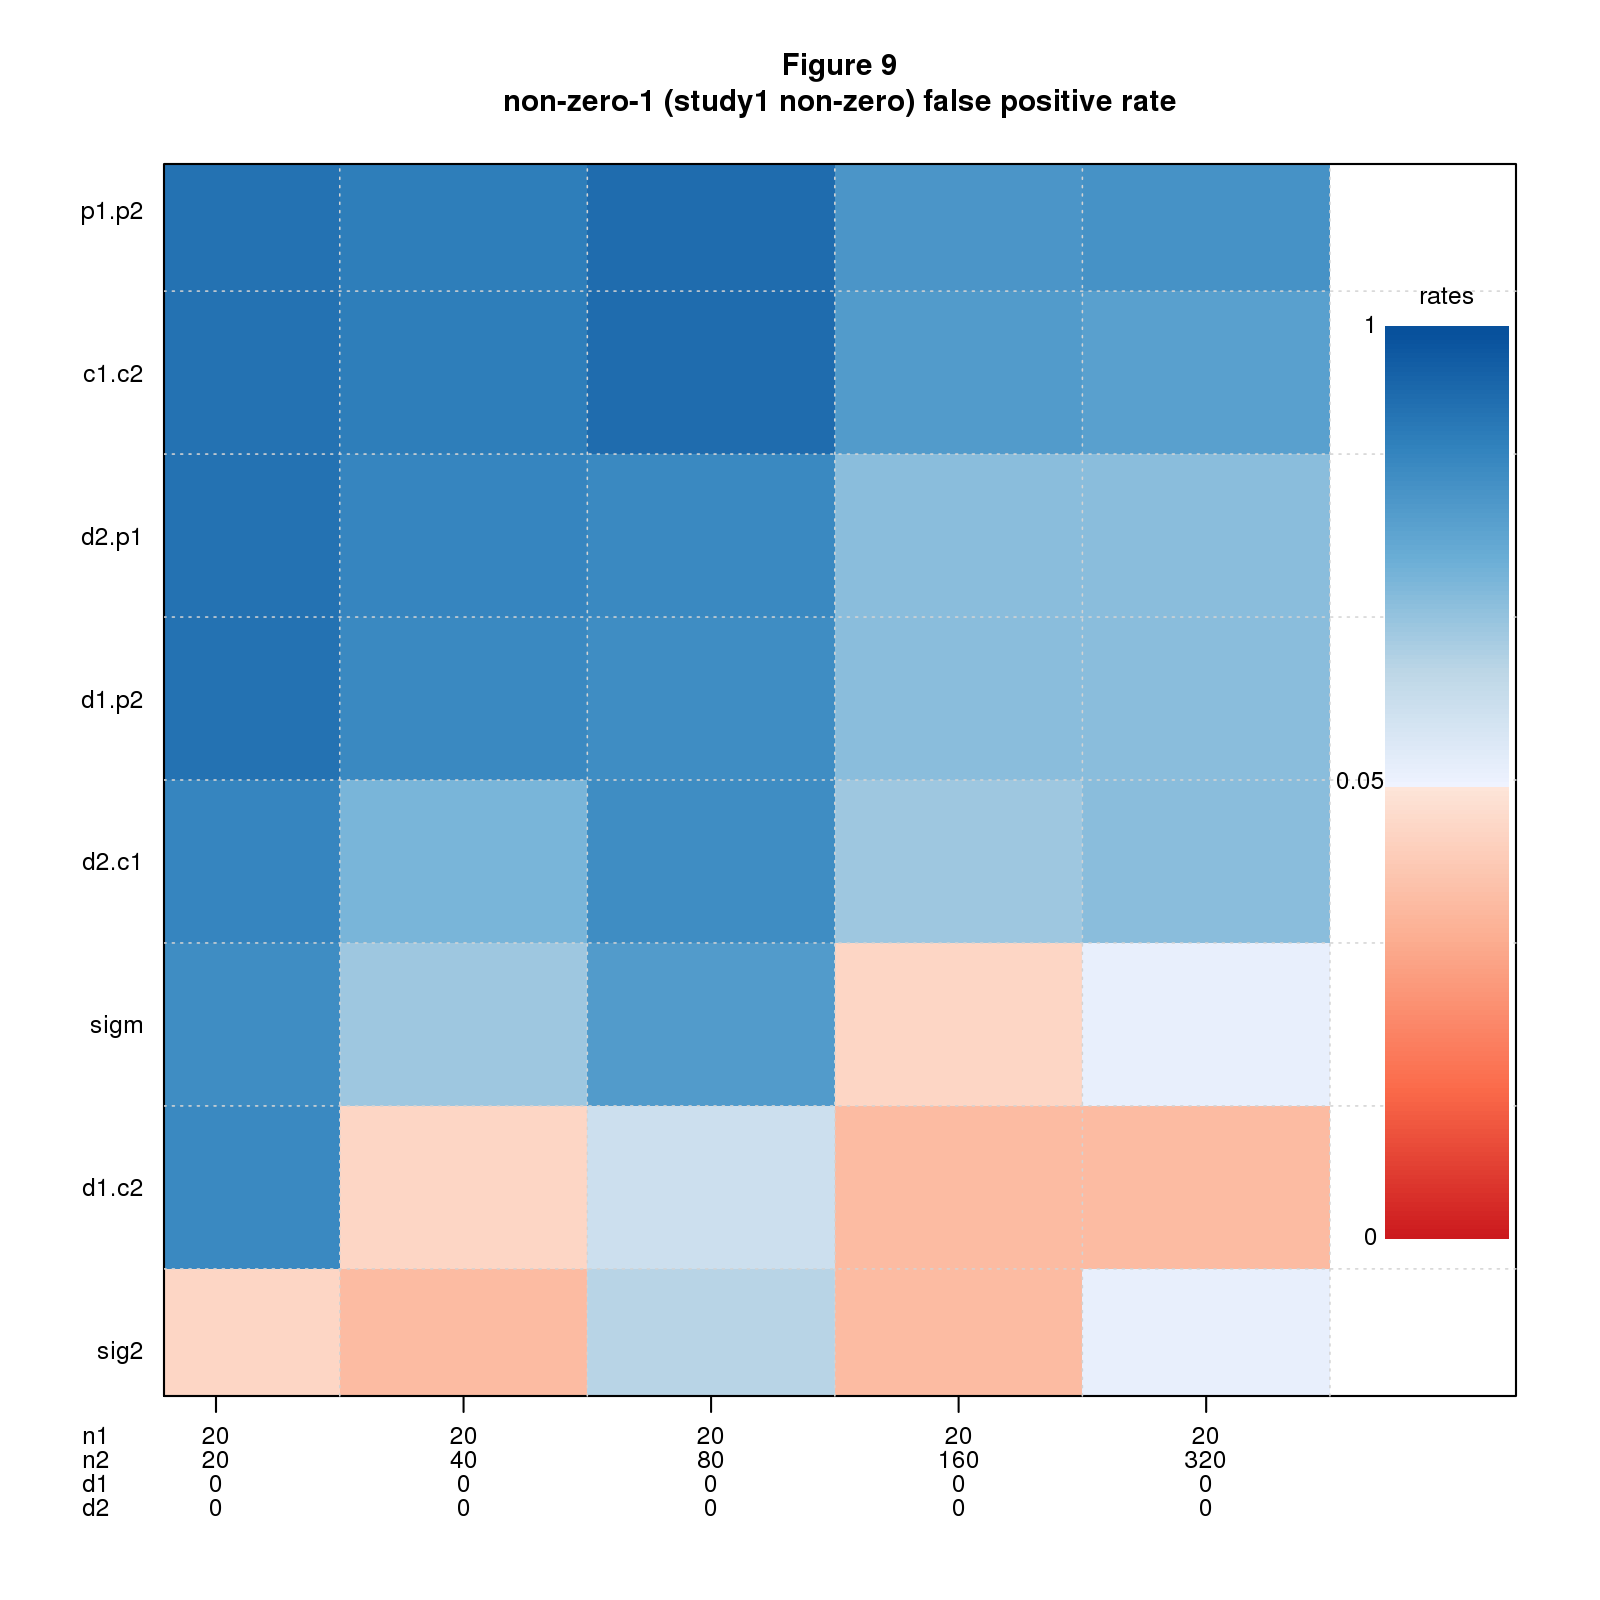 Figure 9
non-zero-1 (study1 non-zero) false positive rate
p1.p2
c1.c2
d2.p1
d1.p2
d2.c1
sigm
d1.c2
sig2
rates
1
0.05
0
n1 20 20 20 20 20
n2 20 40 80 160 320
d1 0 0 0 0 0
d2 0 0 0 0 0